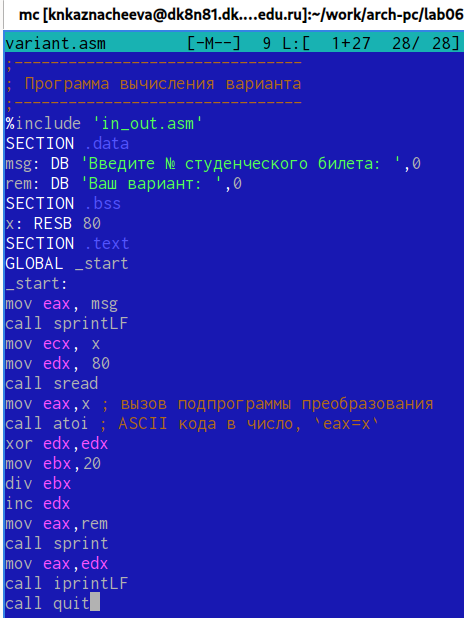 mc [knkaznacheeva@dk8n81.dk....edu.ru]:~/work/arch-pc/lab06
variant.asm [-M--] 9 L:[ 1+27 28/ 28]
;--------------------------------
; Программа вычисления варианта
;--------------------------------
%include 'in_out.asm'
SECTION .data
msg: DB 'Введите № студенческого билета: ',0
rem: DB 'Ваш вариант: ',0
SECTION .bss
x: RESB 80
SECTION .text
GLOBAL _start
_start:
mov eax, msg
call sprintLF
mov ecx, x
mov edx, 80
call sread
mov eax,x ; вызов подпрограммы преобразования
call atoi ; ASCII кода в число, `eax=x`
xor edx,edx
mov ebx,20
div ebx
inc edx
mov eax,rem
call sprint
mov eax,edx
call iprintLF
call quit